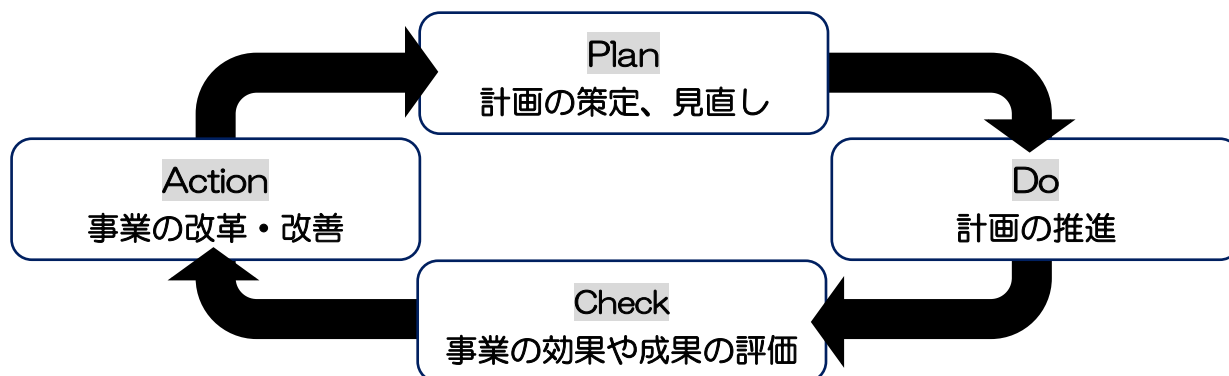 Plan
計画の策定、見直し
Action
事業の改革・改善
Do
計画の推進
Check
事業の効果や成果の評価